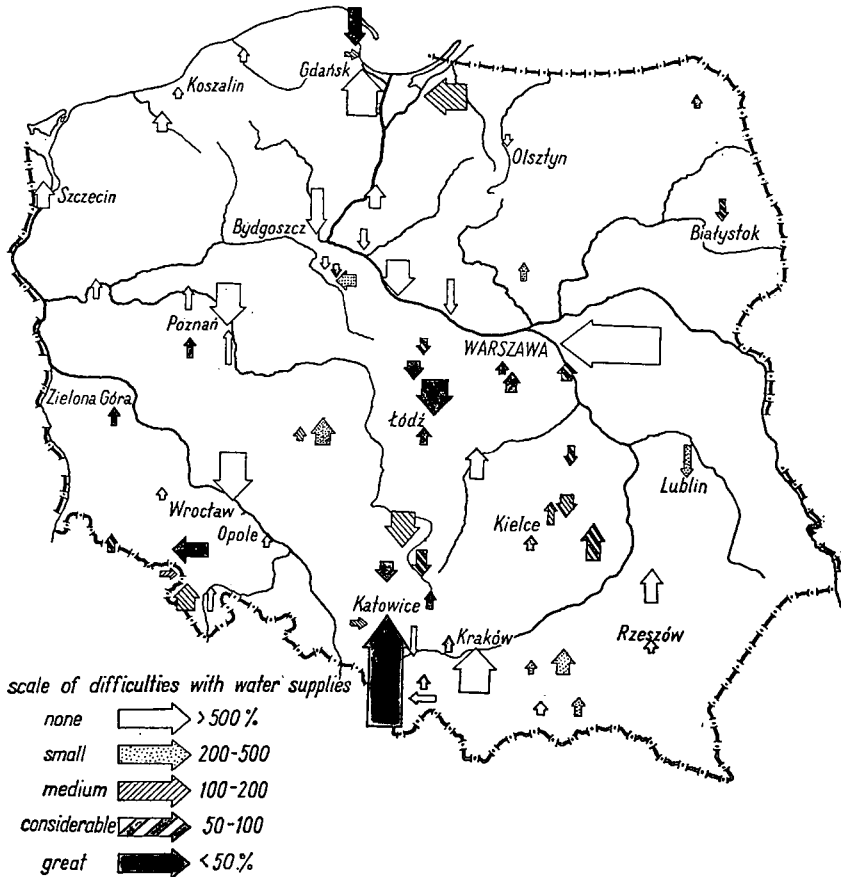 Gdańsk
Koszalin
Olsztyn
Szczecin
Bydgoszcz
Białystok
Poznań
WARSZAWA
Zielona Góra
Łódź
Lublin
Wrocław
Kielce
Opole
Katowice
Kraków
Rzeszów
scale of difficulties with water supplies
none >500%
small 200-500
medium 100-200
considerable 50-100
great <50%